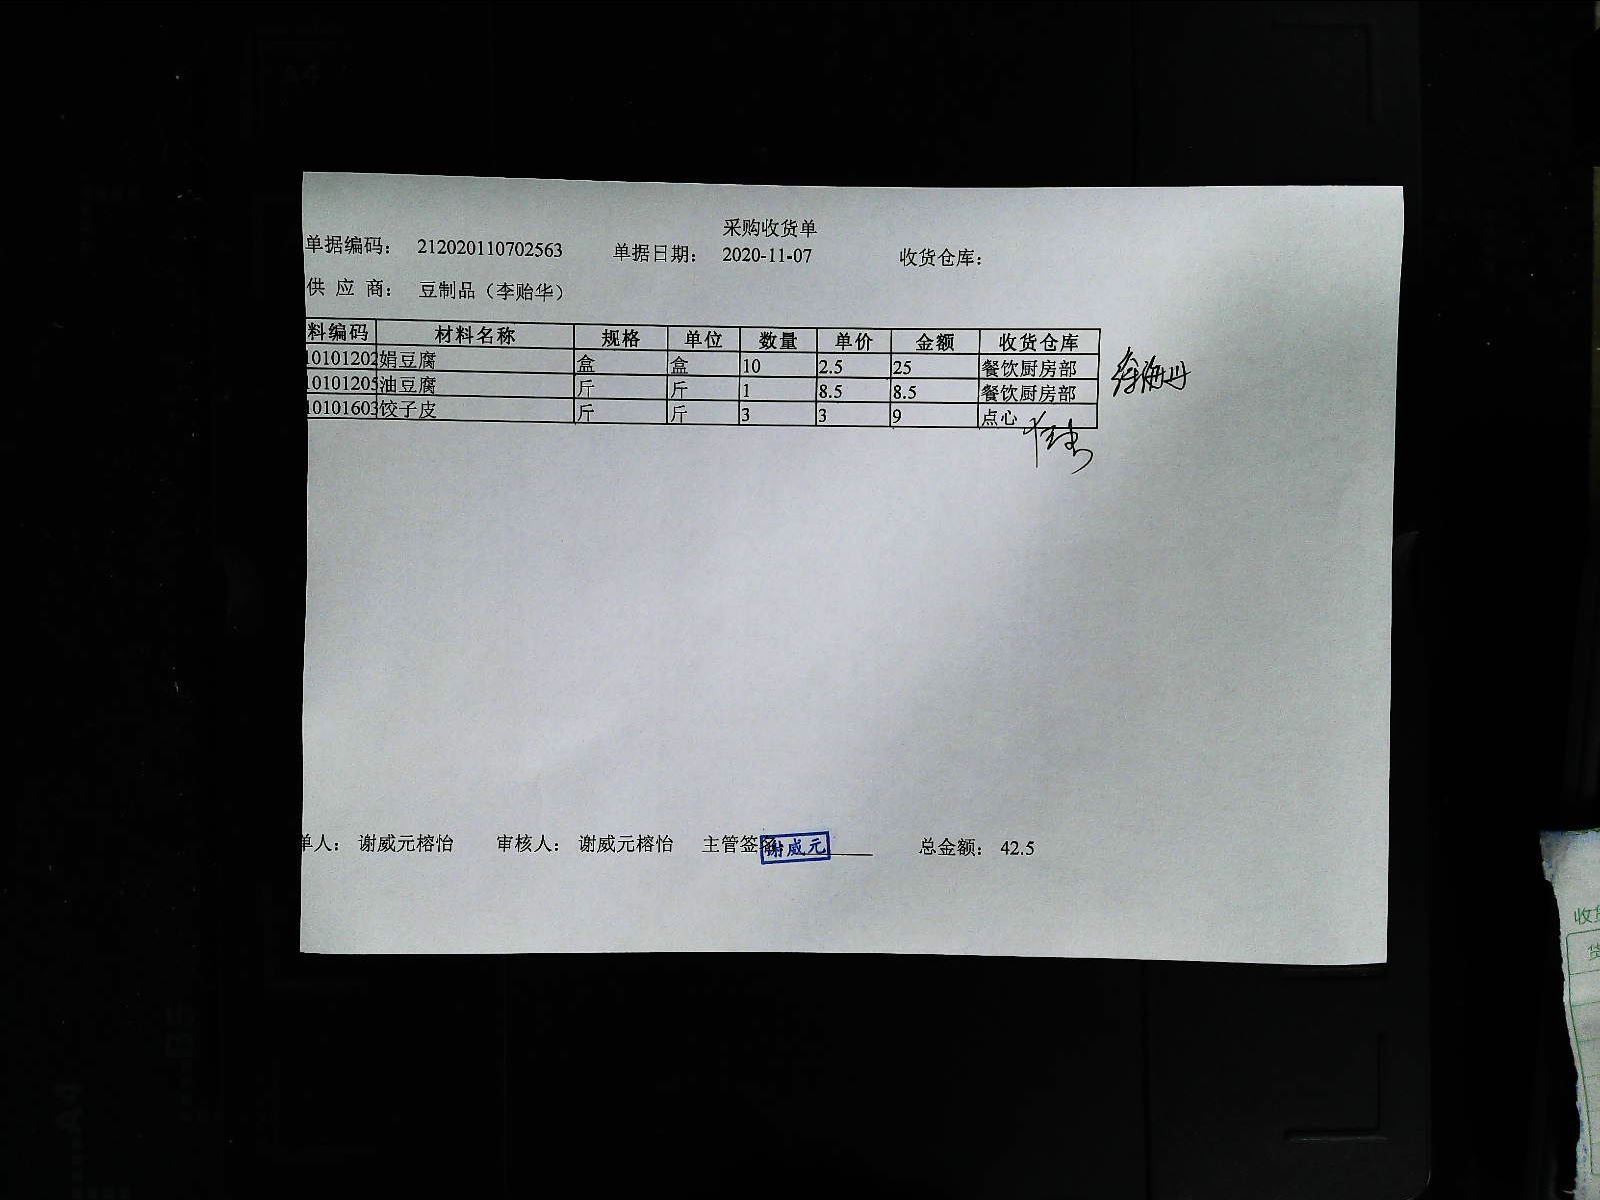 采购收货单
单据编码： 212020110702563 单据日期： 2020-11-07 收货仓库：
供 应 商： 豆制品（李贻华）
料编码 材料名称 规格 单位 数量 单价 金额 收货仓库
10101202 娟豆腐 盒 盒 10 2.5 25 餐饮厨房部
10101205 油豆腐 斤 斤 1 8.5 8.5 餐饮厨房部
10101603 饺子皮 斤 斤 3 3 9 点心
单人： 谢威元榕怡 审核人： 谢威元榕怡 主管签名 谢威元 总金额： 42.5